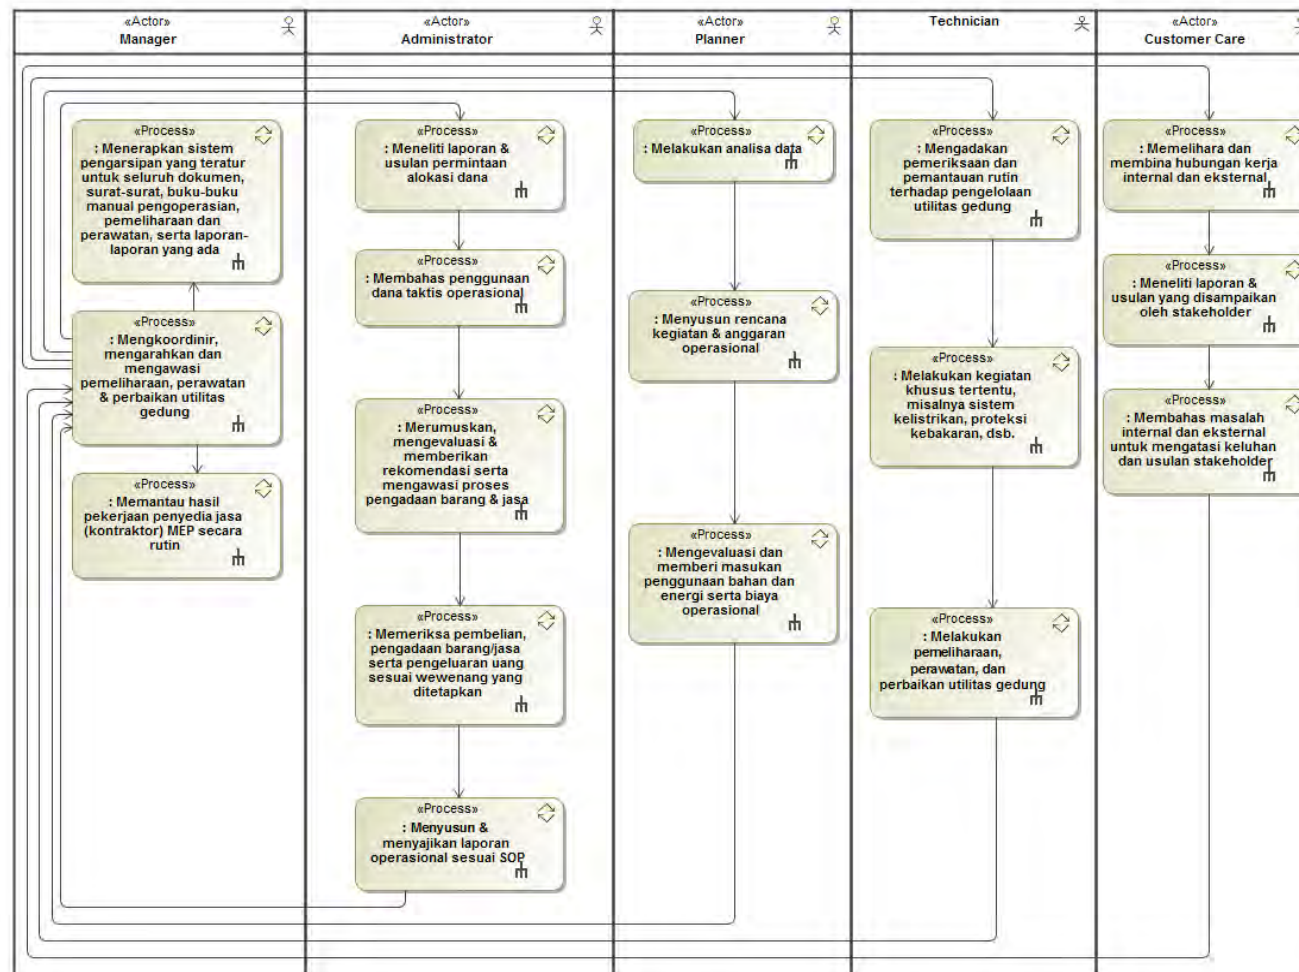 «Actor»
Manager
«Actor»
Administrator
«Actor»
Planner
Technician
«Actor»
Customer Care
«Process»
: Menerapkan sistem
pengarsipan yang teratur
untuk seluruh dokumen,
surat-surat, buku-buku
manual pengoperasian,
pemeliharaan dan
perawatan, serta laporan-
laporan yang ada
«Process»
: Mengkoordinir,
mengarahkan dan
mengawasi
pemeliharaan, perawatan
& perbaikan utilitas
gedung
«Process»
: Memantau hasil
pekerjaan penyedia jasa
(kontraktor) MEP secara
rutin
«Process»
: Meneliti laporan &
usulan permintaan
alokasi dana
«Process»
: Membahas penggunaan
dana taktis operasional
«Process»
: Merumuskan,
mengevaluasi &
memberikan
rekomendasi serta
mengawasi proses
pengadaan barang & jasa
«Process»
: Memeriksa pembelian,
pengadaan barang/jasa
serta pengeluaran uang
sesuai wewenang yang
ditetapkan
«Process»
: Menyusun &
menyajikan laporan
operasional sesuai SOP
«Process»
: Melakukan analisa data
«Process»
: Menyusun rencana
kegiatan & anggaran
operasional
«Process»
: Mengevaluasi dan
memberi masukan
penggunaan bahan dan
energi serta biaya
operasional
«Process»
: Mengadakan
pemeriksaan dan
pemantauan rutin
terhadap pengelolaan
utilitas gedung
«Process»
: Melakukan kegiatan
khusus tertentu,
misalnya sistem
kelistrikan, proteksi
kebakaran, dsb.
«Process»
: Melakukan
pemeliharaan,
perawatan, dan
perbaikan utilitas gedung
«Process»
: Memelihara dan
membina hubungan kerja
internal dan eksternal
«Process»
: Meneliti laporan &
usulan yang disampaikan
oleh stakeholder
«Process»
: Membahas masalah
internal dan eksternal
untuk mengatasi keluhan
dan usulan stakeholder